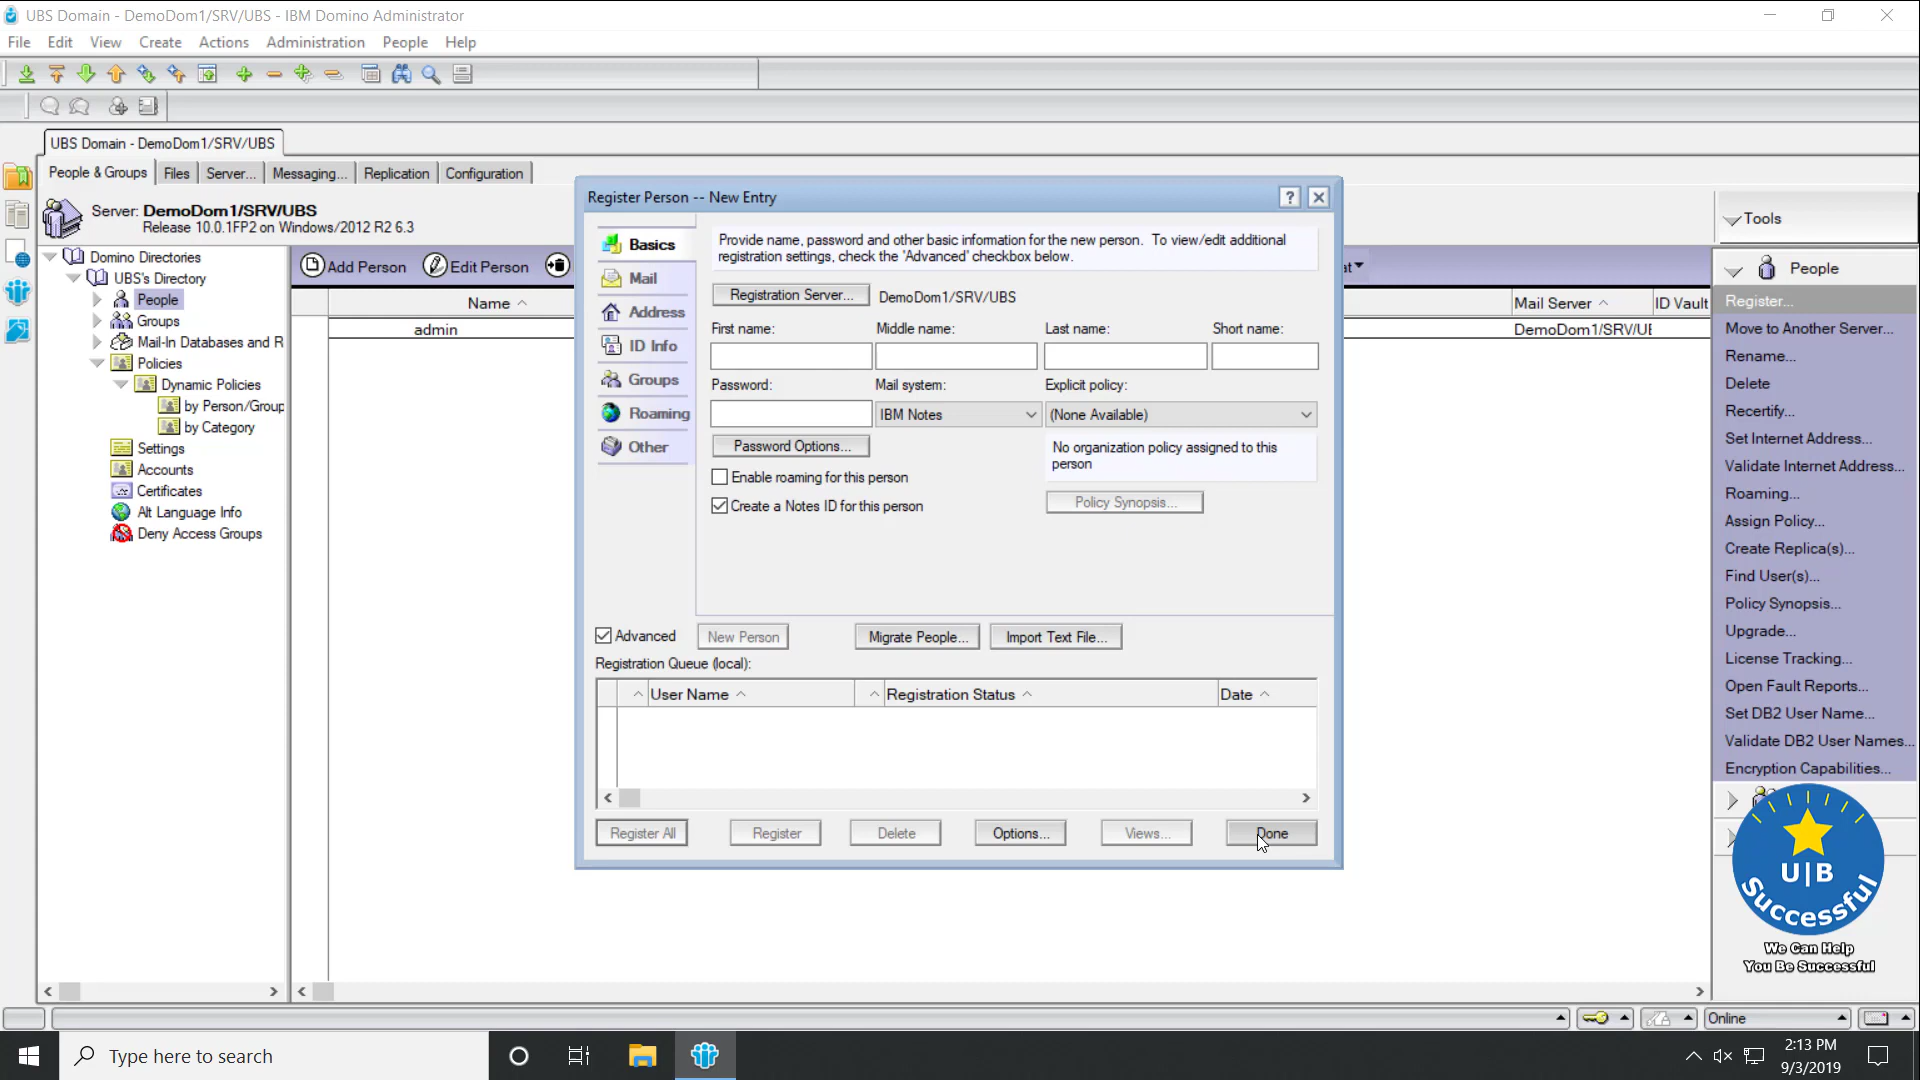 UBS Domain - DemoDom1/SRV/UBS - IBM Domino Administrator
File Edit View Create Actions Administration People Help
UBS Domain - DemoDom1/SRV/UBS
People & Groups Files Server... Messaging... Replication Configuration
Server: DemoDom1/SRV/UBS
Release 10.0.1FP2 on Windows/2012 R2 6.3
Domino Directories
UBS's Directory
People
Groups
Mail-In Databases and R
Policies
Dynamic Policies
by Person/Group
by Category
Settings
Accounts
Certificates
Alt Language Info
Deny Access Groups
Add Person Edit Person
Name
admin
Mail Server ID Vault
DemoDom1/SRV/UB
Register Person -- New Entry
Basics
Mail
Address
ID Info
Groups
Roaming
Other
Provide name, password and other basic information for the new person. To view/edit additional
registration settings, check the 'Advanced' checkbox below.
Registration Server... DemoDom1/SRV/UBS
First name: Middle name: Last name: Short name:
Password: Mail system: Explicit policy:
IBM Notes (None Available)
Password Options... No organization policy assigned to this
person
Enable roaming for this person
Create a Notes ID for this person Policy Synopsis...
Advanced New Person Migrate People... Import Text File...
Registration Queue (local):
User Name Registration Status Date
Register All Register Delete Options... Views... Done
Tools
People
Register...
Move to Another Server...
Rename...
Delete
Recertify...
Set Internet Address...
Validate Internet Address...
Roaming...
Assign Policy...
Create Replica(s)...
Find User(s)...
Policy Synopsis...
Upgrade...
License Tracking...
Open Fault Reports...
Set DB2 User Name...
Validate DB2 User Names...
Encryption Capabilities...
U|B
Successful
We Can Help
You Be Successful
Online
Type here to search
2:13 PM
9/3/2019